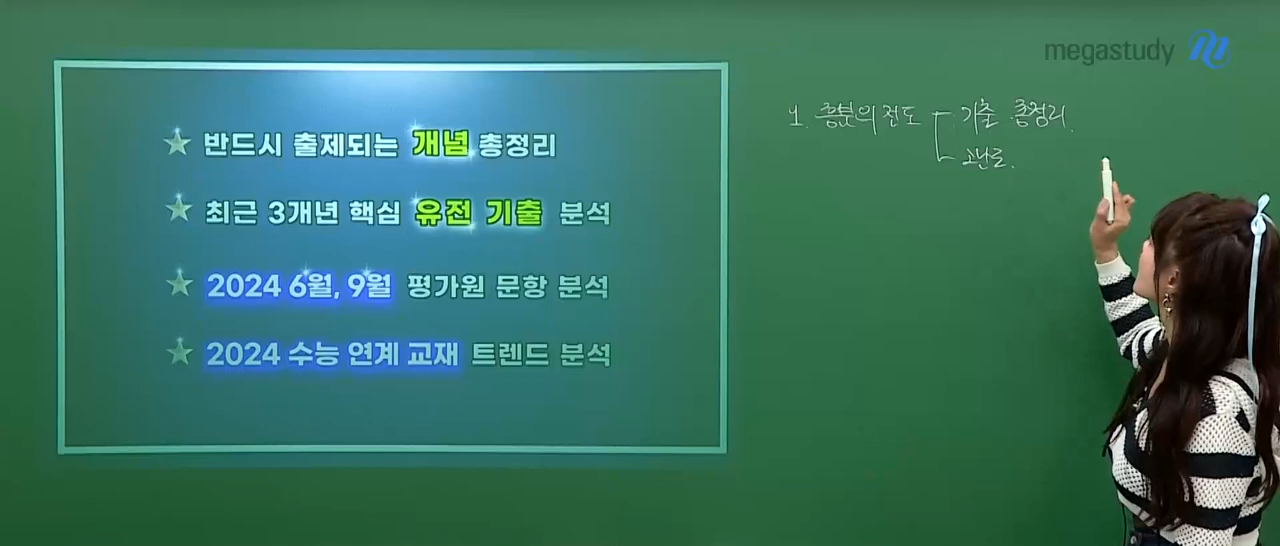 megastudy
★ 반드시 출제되는 개념 총정리
★ 최근 3개년 핵심 유전 기출 분석
★ 2024 6월, 9월 평가원 문항 분석
★ 2024 수능 연계 교재 트렌드 분석
1. 흥분의 전도 기출 총정리.
고난도.